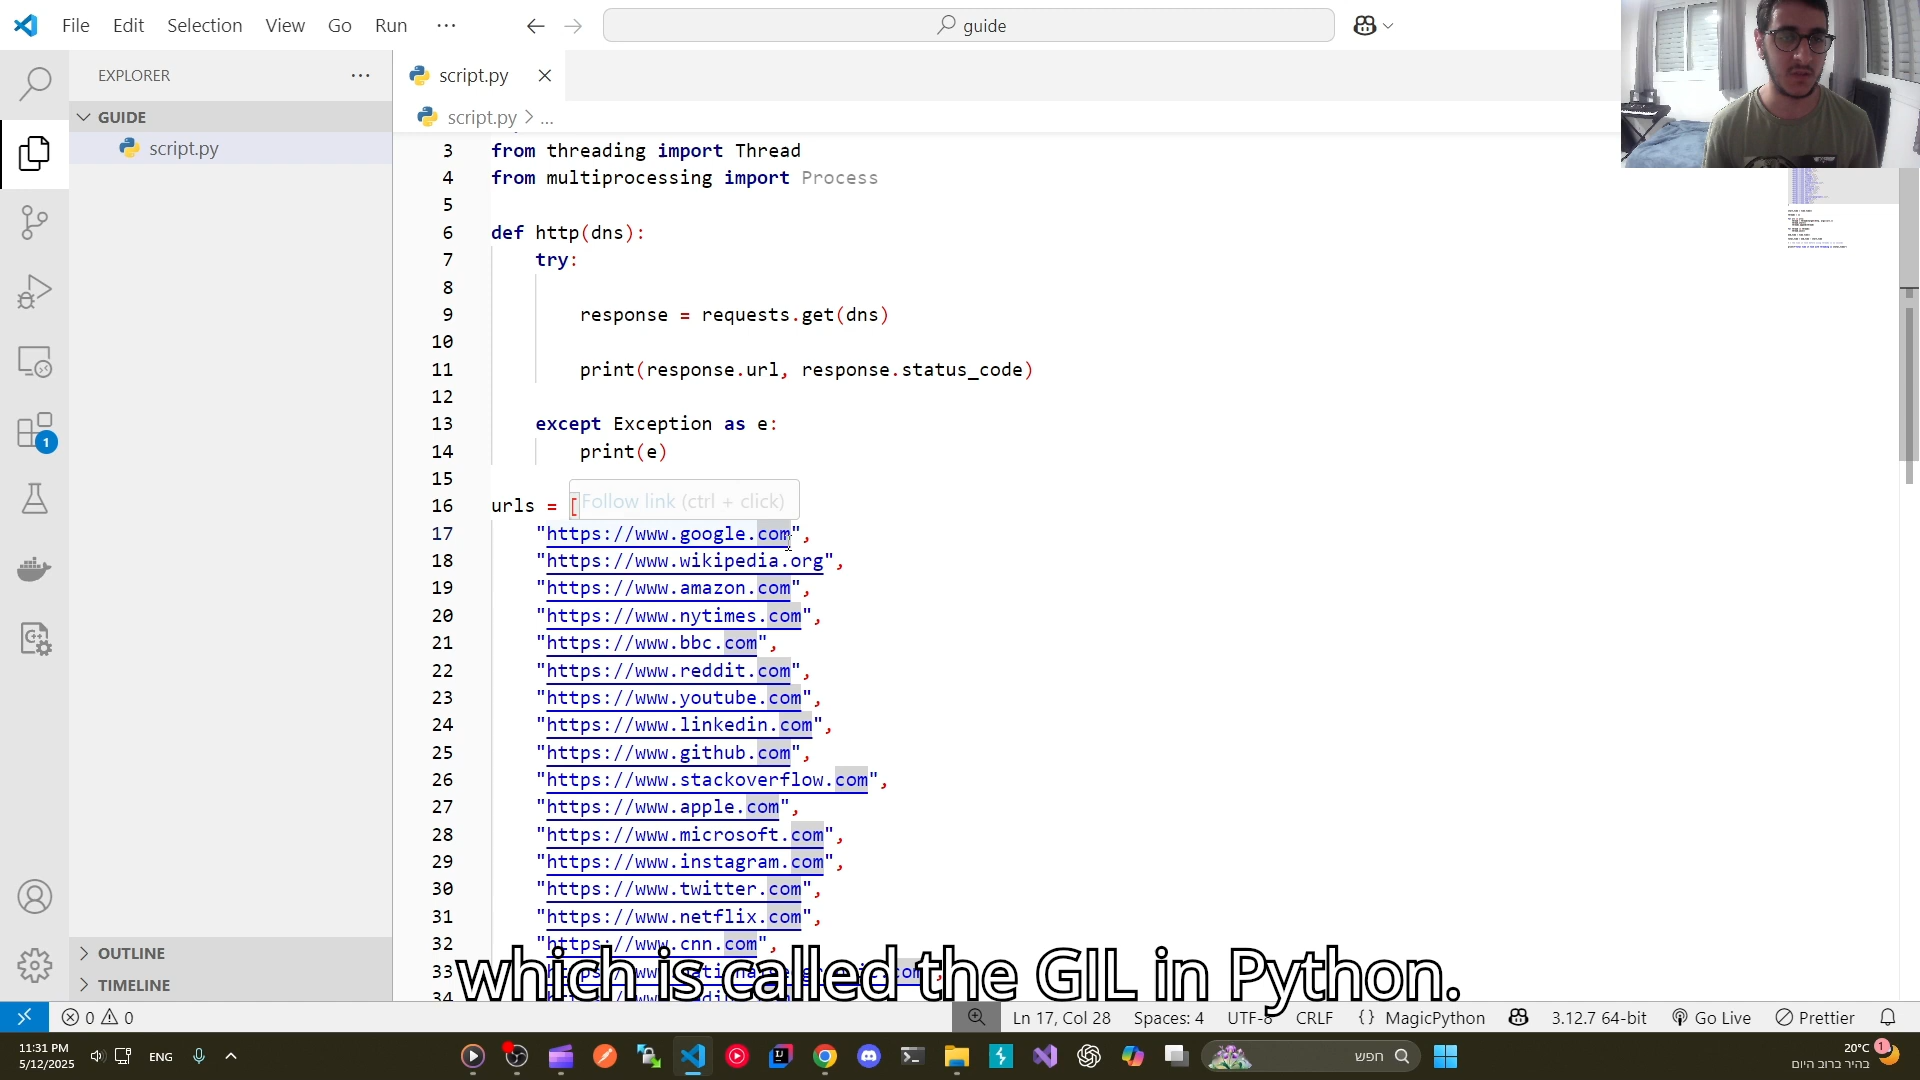 File Edit Selection View Go Run ...
guide
EXPLORER
script.py
GUIDE
script.py
script.py > ...
3 from threading import Thread
4 from multiprocessing import Process
5
6 def http(dns):
7 try:
8
9 response = requests.get(dns)
10
11 print(response.url, response.status_code)
12
13 except Exception as e:
14 print(e)
15
Follow link (ctrl + click)
16 urls = [
17 "https://www.google.com",
18 "https://www.wikipedia.org",
19 "https://www.amazon.com",
20 "https://www.nytimes.com",
21 "https://www.bbc.com",
22 "https://www.reddit.com",
23 "https://www.youtube.com",
24 "https://www.linkedin.com",
25 "https://www.github.com",
26 "https://www.stackoverflow.com",
27 "https://www.apple.com",
28 "https://www.microsoft.com",
29 "https://www.instagram.com",
30 "https://www.twitter.com",
31 "https://www.netflix.com",
32 "https://www.cnn.com",
33
34
which is called the GIL in Python.
1
OUTLINE
TIMELINE
0 0
Ln 17, Col 28
Spaces: 4
UTF-8
CRLF
{ } MagicPython
3.12.7 64-bit
Go Live
Prettier
11:31 PM
5/12/2025
ENG
חפש
20°C
בהיר ברוב היום
1